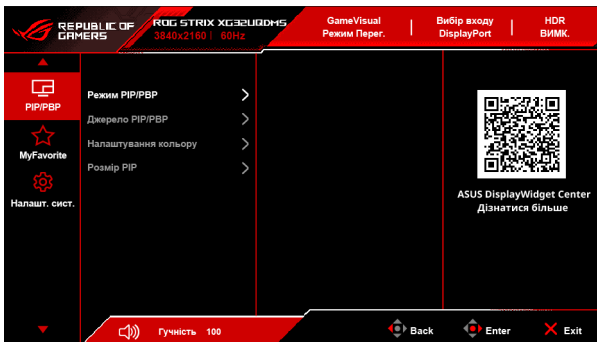 REPUBLIC OF
GAMERS
ROG STRIX XG32UQDMS
3840x2160 | 60Hz
GameVisual
Режим Перег.
Вибір входу
DisplayPort
HDR
ВИМК.
PIP/PBP
MyFavorite
Налашт. сист.
Режим PIP/PBP
Джерело PIP/PBP
Налаштування кольору
Розмір PIP
ASUS DisplayWidget Center
Дізнатися більше
Гучність 100
Back
Enter
Exit